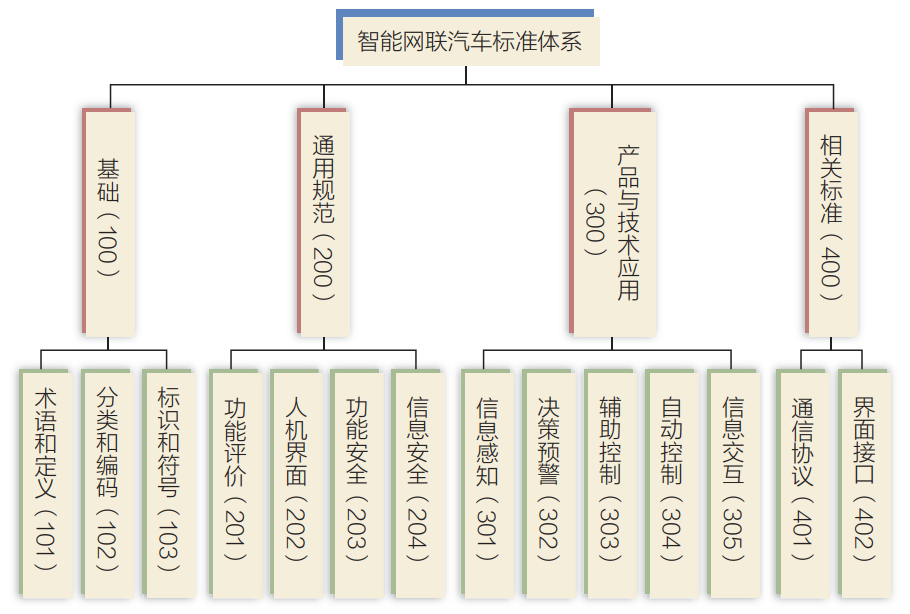 智能网联汽车标准体系
基础（100）
通用规范（200）
产品与技术应用
（300）
相关标准（400）
术语和定义（101）
分类和编码（102）
标识和符号（103）
功能评价（201）
人机界面（202）
功能安全（203）
信息安全（204）
信息感知（301）
决策预警（302）
辅助控制（303）
自动控制（304）
信息交互（305）
通信协议（401）
界面接口（402）